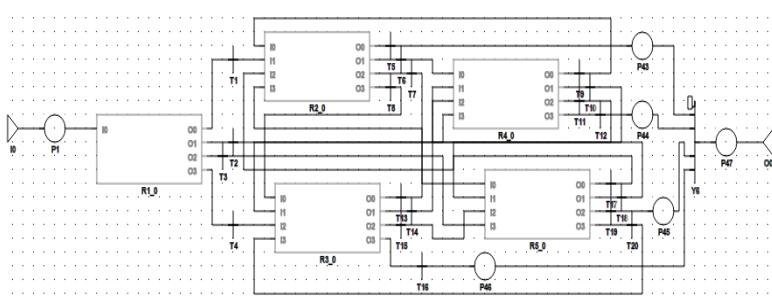 I0
P1
I0
O0
O1
O2
O3
R1_0
T1
T2
T3
T4
I0
I1
I2
I3
O0
O1
O2
O3
R2_0
T5
T6
T7
T8
I0
I1
I2
I3
O0
O1
O2
O3
R4_0
T9
T10
T11
T12
P43
P44
I0
I1
I2
I3
O0
O1
O2
O3
R3_0
T13
T14
T15
T16
P46
I0
I1
I2
I3
O0
O1
O2
O3
R5_0
T17
T18
T19
T20
P45
Y6
P47